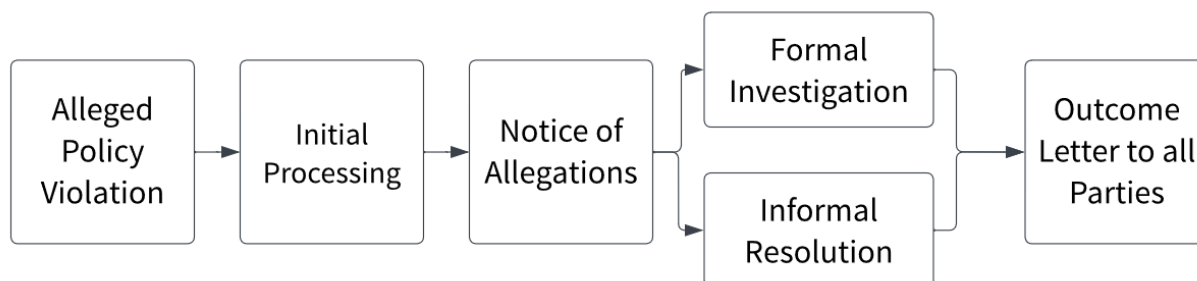 Alleged
Policy
Violation
Initial
Processing
Notice of
Allegations
Formal
Investigation
Informal
Resolution
Outcome
Letter to all
Parties